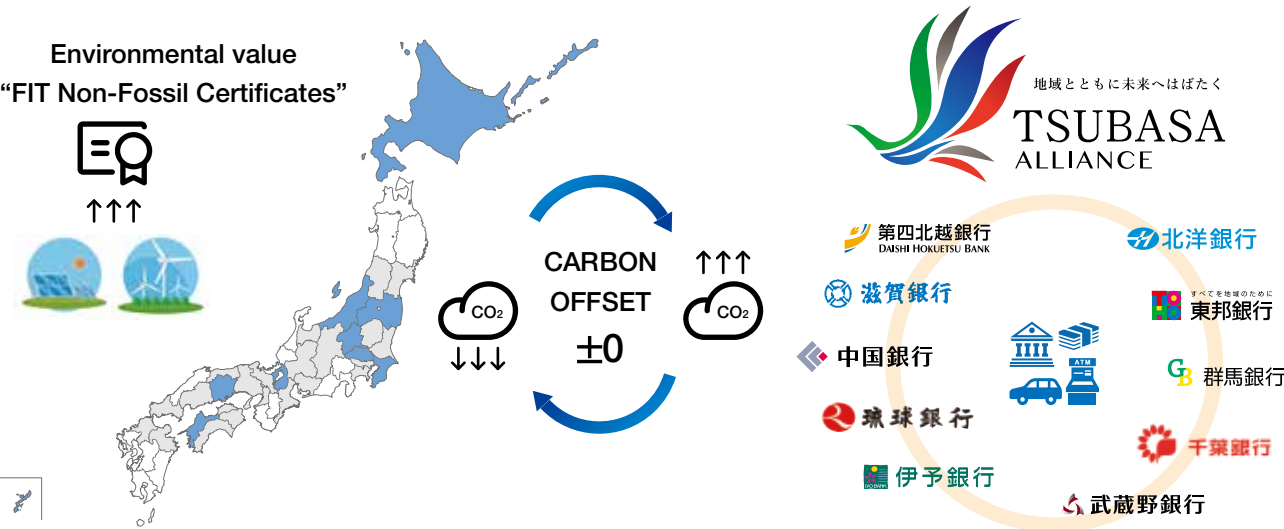 Environmental value
“FIT Non-Fossil Certificates”
CARBON
OFFSET
±0
CO₂
CO₂
地域とともに未来へはばたく
TSUBASA
ALLIANCE
第四北越銀行
DAISHI HOKUETSU BANK
北洋銀行
滋賀銀行
すべてを地域のために
TOHO
東邦銀行
中国銀行
ATM
GB
群馬銀行
琉球銀行
千葉銀行
IYO BANK
伊予銀行
武蔵野銀行